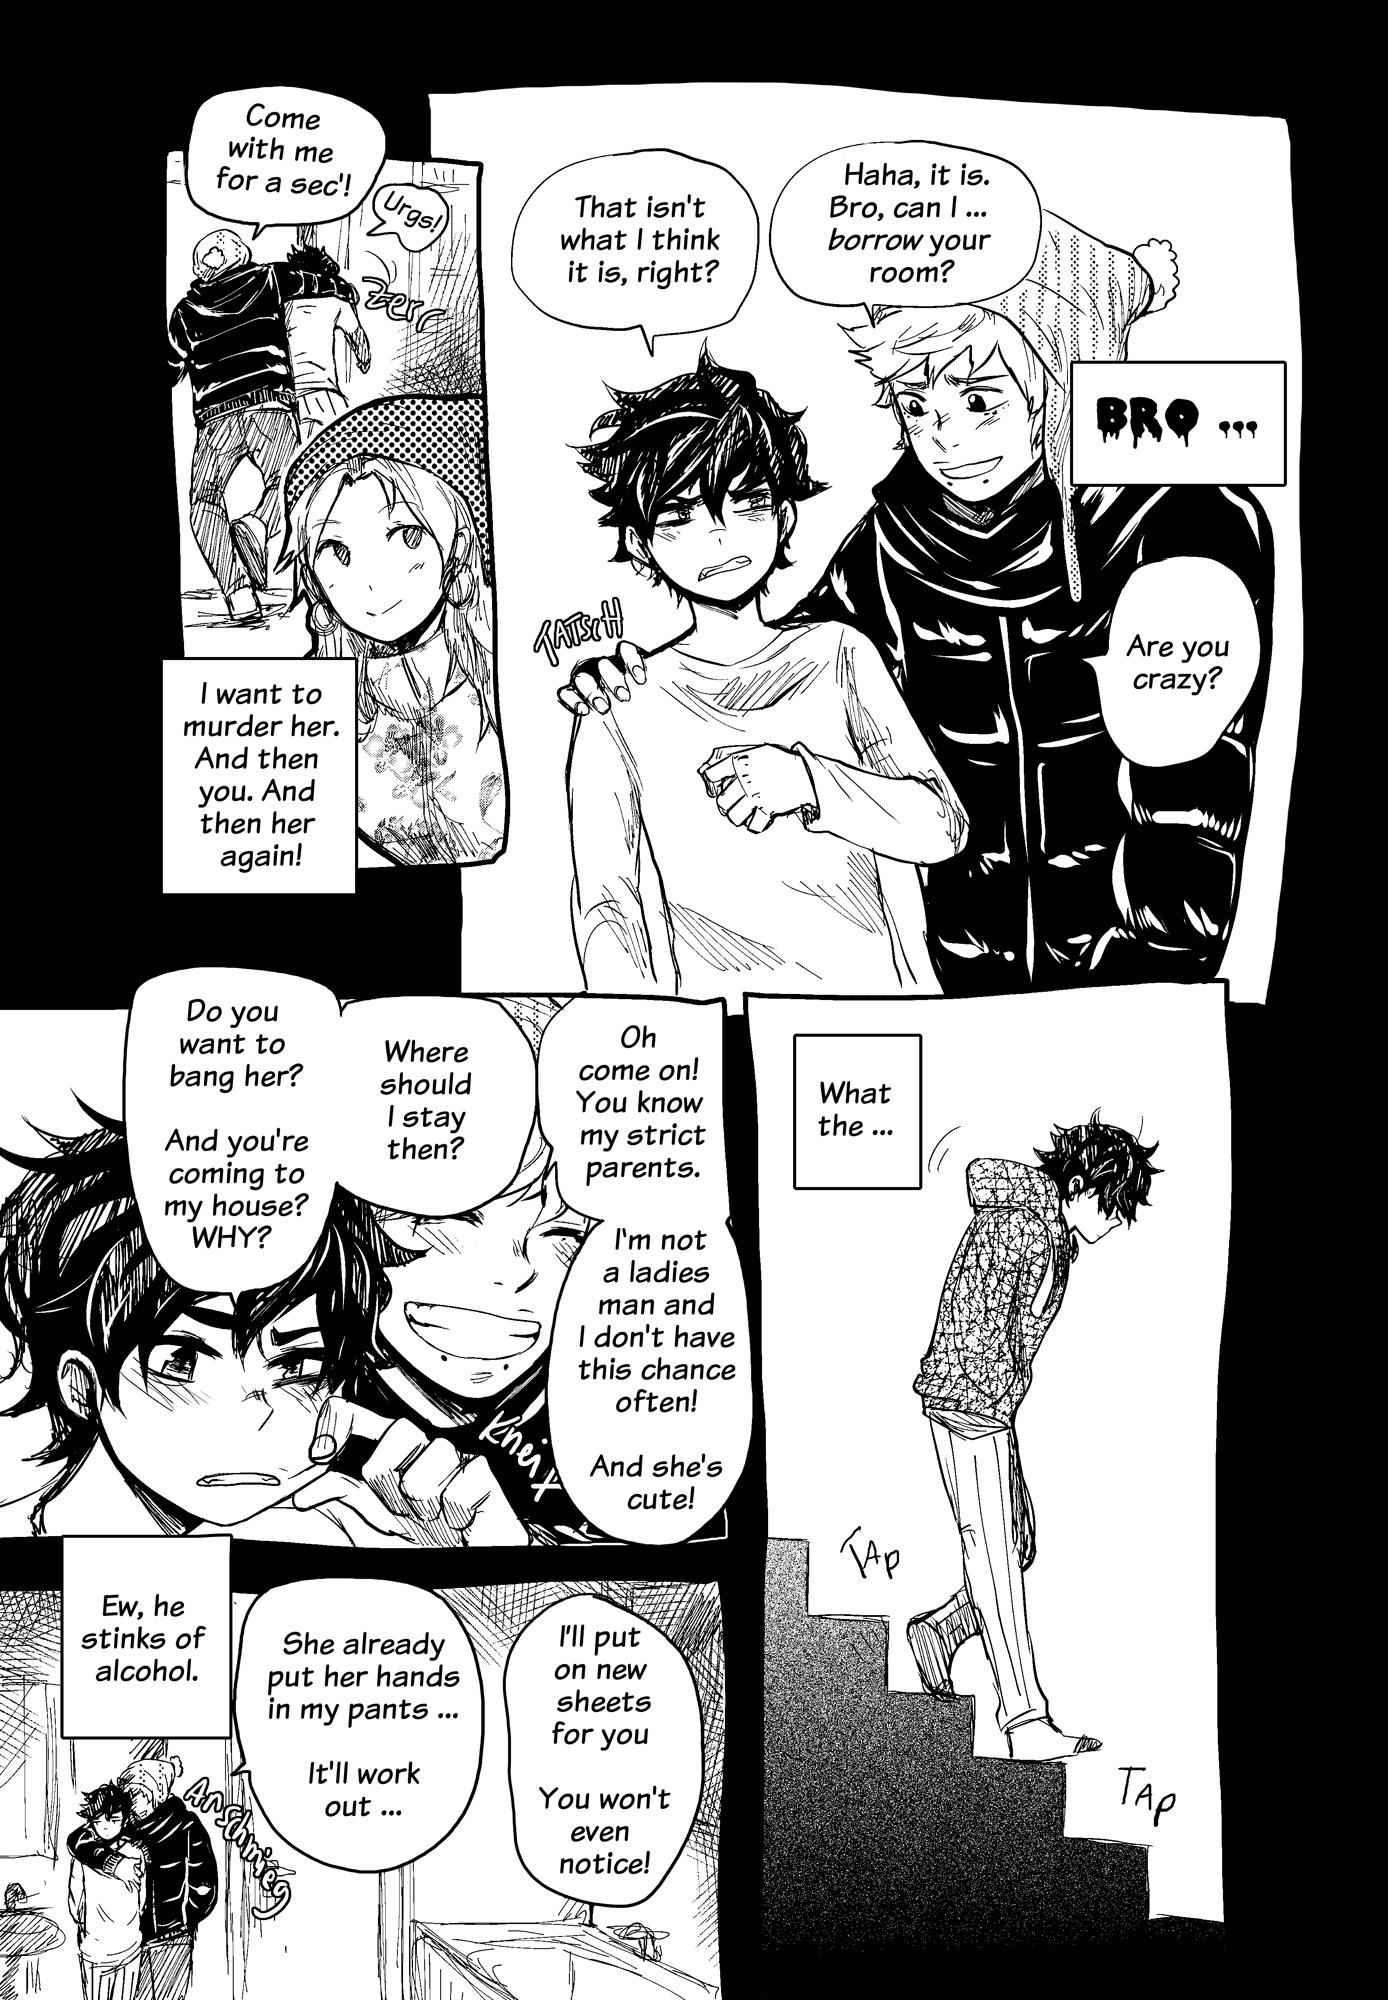 Come
with me
for a sec'!
Urgs!
Zerr
I want to
murder her.
And then
you. And
then her
again!
That isn't
what I think
it is, right?
Haha, it is.
Bro, can I ...
borrow your
room?
BRO ...
TATSCH
Are you
crazy?
Do you
want to
bang her?
And you're
coming to
my house?
WHY?
Where
should
I stay
then?
Oh
come on!
You know
my strict
parents.
I'm not
a ladies
man and
I don't have
this chance
often!
And she's
cute!
Kneif
Ew, he
stinks of
alcohol.
She already
put her hands
in my pants ...
It'll work
out ...
I'll put
on new
sheets
for you
You won't
even
notice!
Anschmieg
What
the ...
TAP
TAP